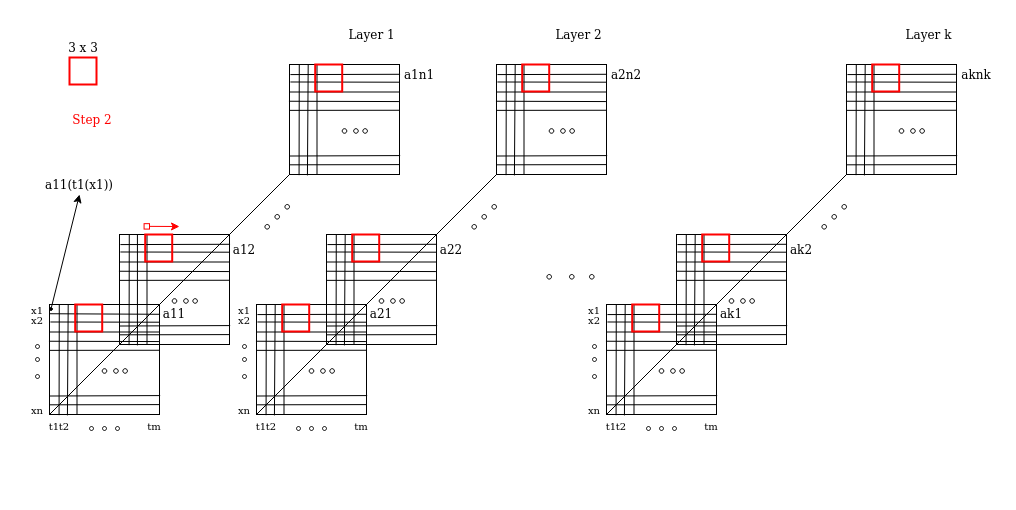 Layer 1
Layer 2
Layer k
3 x 3
a1n1
a2n2
aknk
Step 2
a11(t1(x1))
a12
a22
ak2
x1
x2
a11
x1
x2
a21
x1
x2
ak1
xn
xn
xn
t1t2
tm
t1t2
tm
t1t2
tm